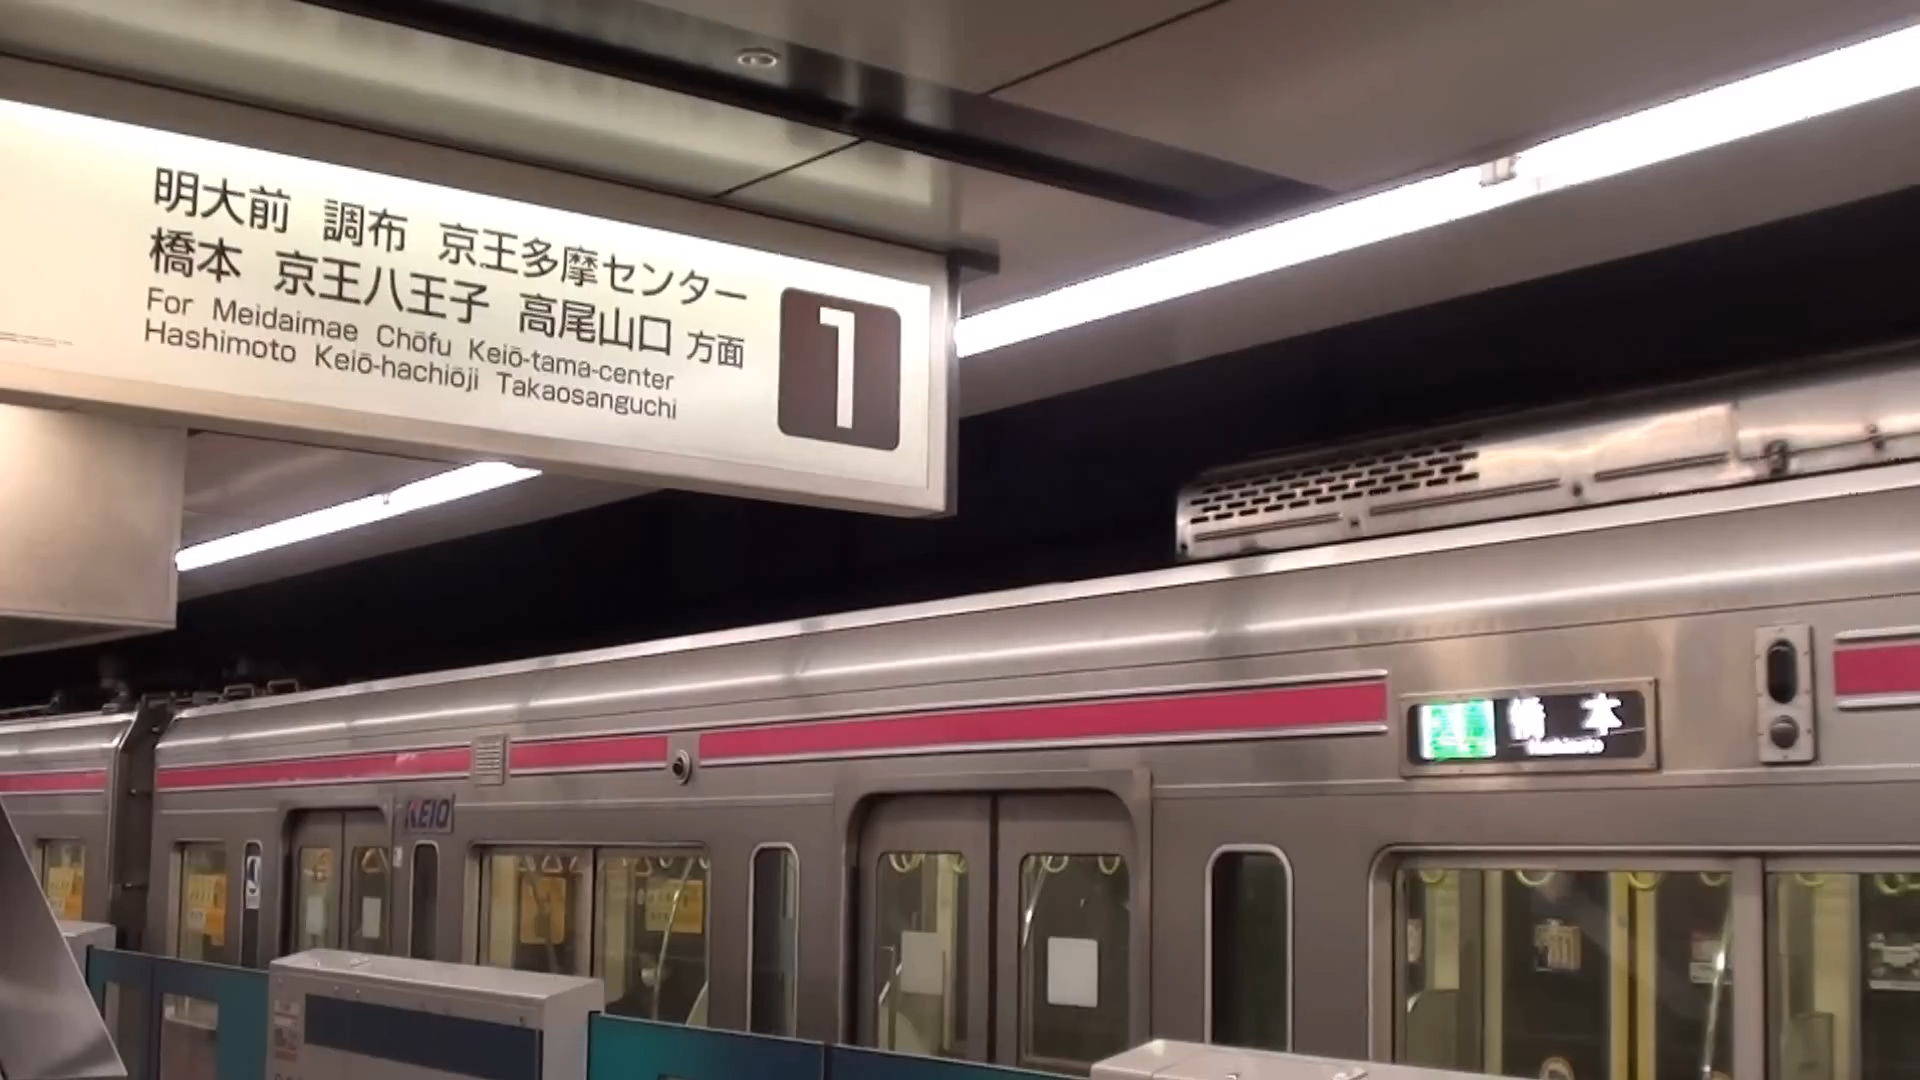 明大前 調布 京王多摩センター
橋本 京王八王子 高尾山口 方面
For Meidaimae Chōfu Keiō-tama-center
Hashimoto Keiō-hachiōji Takaosanguchi
1
橋本
Hashimoto
KEIO